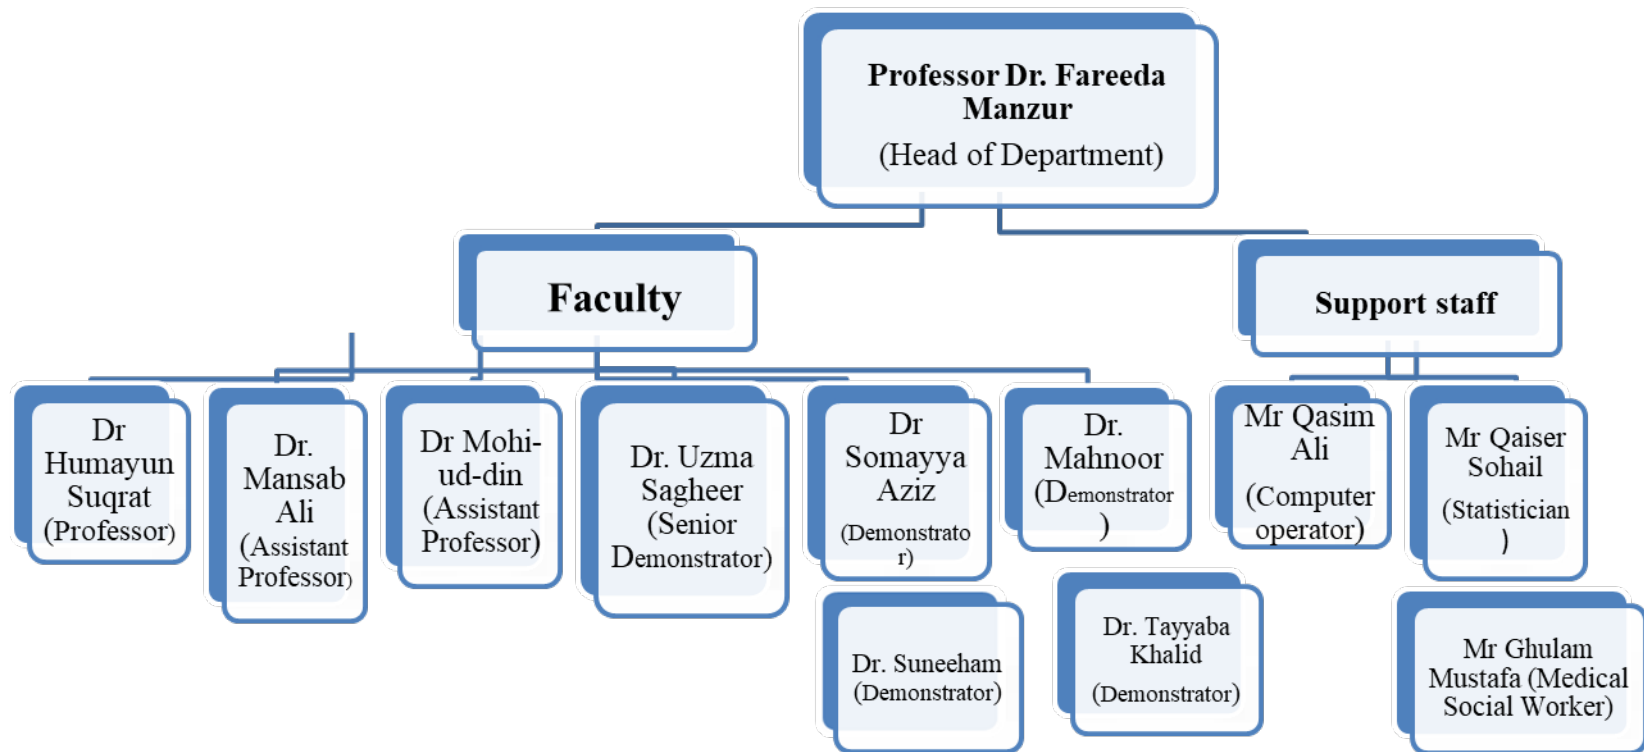 Professor Dr. Fareeda
Manzur
(Head of Department)
Faculty
Support staff
Dr
Humayun
Suqrat
(Professor)
Dr.
Mansab
Ali
(Assistant
Professor)
Dr Mohi-
ud-din
(Assistant
Professor)
Dr. Uzma
Sagheer
(Senior
Demonstrator)
Dr
Somayya
Aziz
(Demonstrato
r)
Dr.
Mahnoor
(Demonstrator
)
Mr Qasim
Ali
(Computer
operator)
Mr Qaiser
Sohail
(Statistician
)
Dr. Suneeham
(Demonstrator)
Dr. Tayyaba
Khalid
(Demonstrator)
Mr Ghulam
Mustafa (Medical
Social Worker)